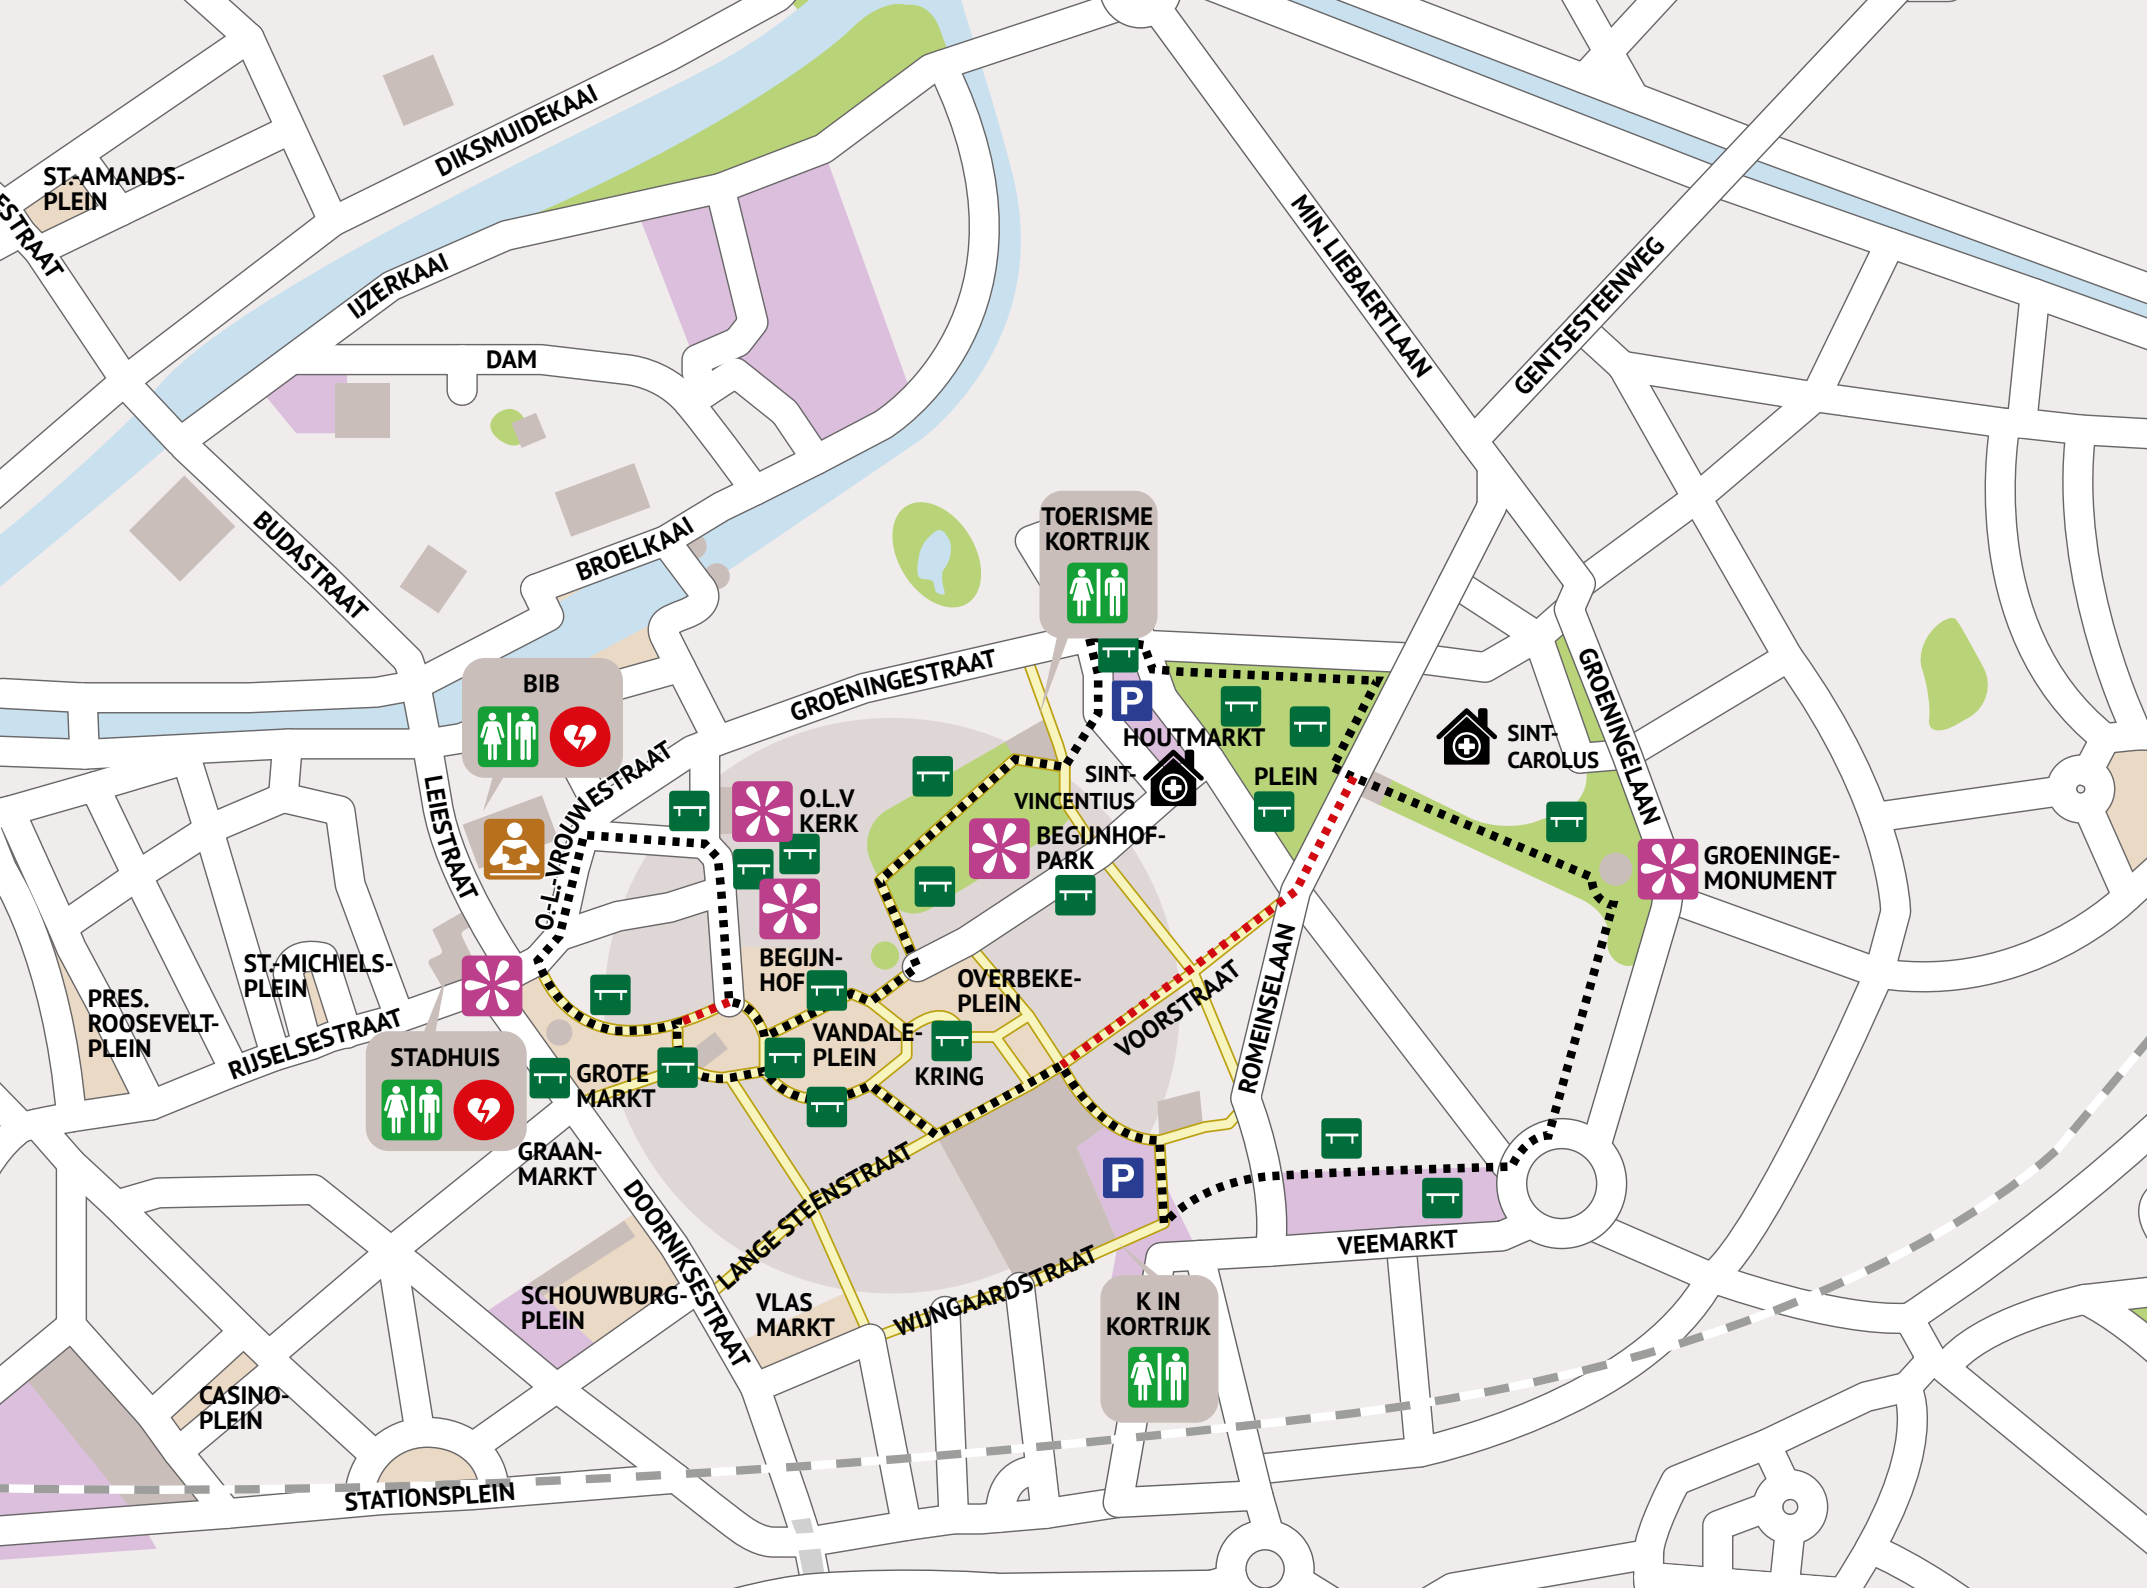 DIKSMUIDEKAAI
ST.-AMANDS-
PLEIN
ESTRAAT
IJZERKAAI
DAM
MIN. LIEBAERTLAAN
GENTSESTEENWEG
BUDASTRAAT
BROELKAAI
TOERISME
KORTRIJK
GROENINGESTRAAT
BIB
LEIESTRAAT
O.-L.-VROUWESTRAAT
O.L.V
KERK
P
HOUTMARKT
SINT-
VINCENTIUS
PLEIN
SINT-
CAROLUS
GROENINGELAAN
BEGIJNHOF-
PARK
GROENINGE-
MONUMENT
BEGIJN-
HOF
OVERBEKE-
PLEIN
VANDALE-
PLEIN
KRING
VOORSTRAAT
ROMEINSELAAN
ST.-MICHIELS-
PLEIN
PRES.
ROOSEVELT-
PLEIN
RIJSELSESTRAAT
STADHUIS
GROTE
MARKT
GRAAN-
MARKT
DOORNIKSESTRAAT
LANGE STEENSTRAAT
P
VEEMARKT
SCHOUWBURG-
PLEIN
VLAS
MARKT
WIJNGAARDSTRAAT
K IN
KORTRIJK
CASINO-
PLEIN
STATIONSPLEIN